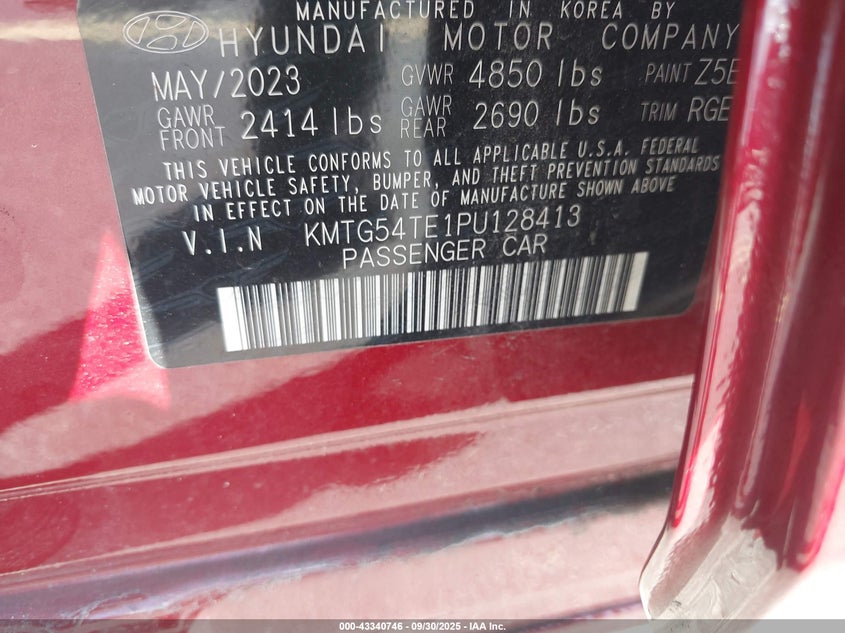 MANUFACTURED IN KOREA BY
HYUNDAI MOTOR COMPANY
MAY/2023 GVWR 4850 lbs PAINT Z5E
GAWR FRONT 2414 lbs GAWR REAR 2690 lbs TRIM RGE
THIS VEHICLE CONFORMS TO ALL APPLICABLE U.S.A. FEDERAL
MOTOR VEHICLE SAFETY, BUMPER, AND THEFT PREVENTION STANDARDS
IN EFFECT ON THE DATE OF MANUFACTURE SHOWN ABOVE
V.I.N KMTG54TE1PU128413
PASSENGER CAR
000-43340746 - 09/30/2025 - IAA Inc.